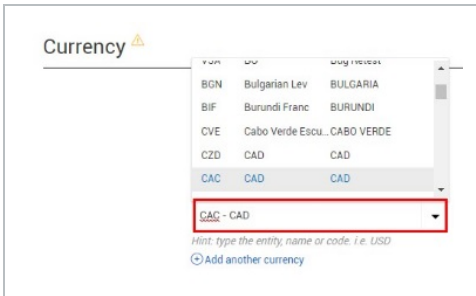 Currency
BGN Bulgarian Lev BULGARIA
BIF Burundi Franc BURUNDI
CVE Cabo Verde Escu... CABO VERDE
CZD CAD CAD
CAC CAD CAD
CAC - CAD
Hint: type the entity, name or code. i.e. USD
Add another currency